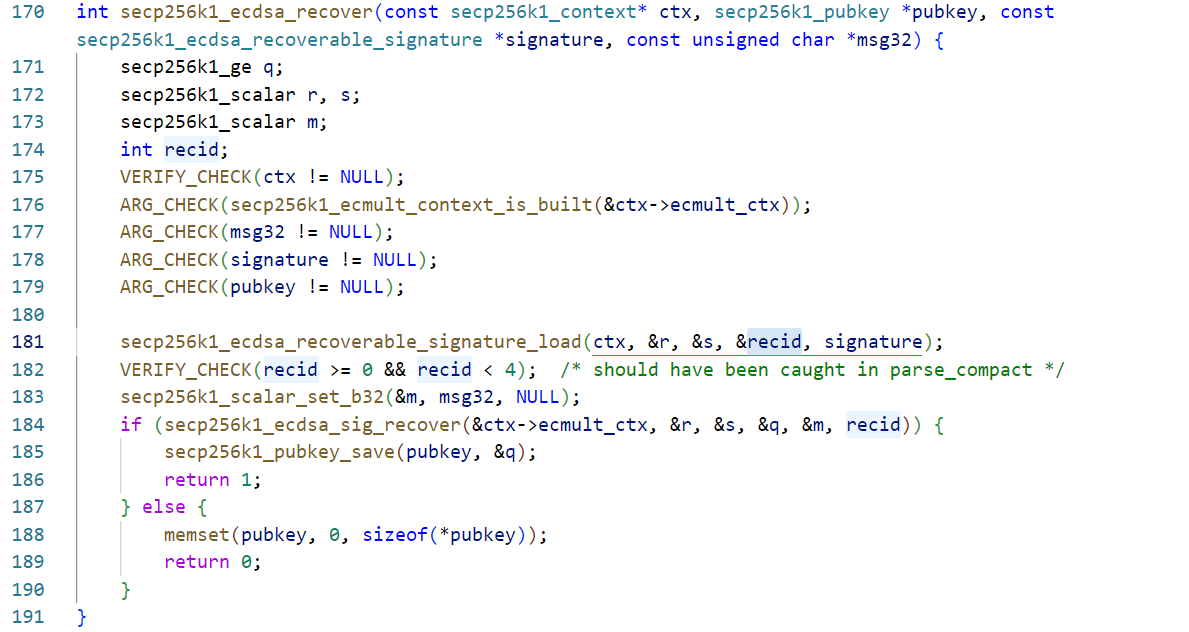 170 int secp256k1_ecdsa_recover(const secp256k1_context* ctx, secp256k1_pubkey *pubkey, const
secp256k1_ecdsa_recoverable_signature *signature, const unsigned char *msg32) {
171 secp256k1_ge q;
172 secp256k1_scalar r, s;
173 secp256k1_scalar m;
174 int recid;
175 VERIFY_CHECK(ctx != NULL);
176 ARG_CHECK(secp256k1_ecmult_context_is_built(&ctx->ecmult_ctx));
177 ARG_CHECK(msg32 != NULL);
178 ARG_CHECK(signature != NULL);
179 ARG_CHECK(pubkey != NULL);
180
181 secp256k1_ecdsa_recoverable_signature_load(ctx, &r, &s, &recid, signature);
182 VERIFY_CHECK(recid >= 0 && recid < 4);  /* should have been caught in parse_compact */
183 secp256k1_scalar_set_b32(&m, msg32, NULL);
184 if (secp256k1_ecdsa_sig_recover(&ctx->ecmult_ctx, &r, &s, &q, &m, recid)) {
185 secp256k1_pubkey_save(pubkey, &q);
186 return 1;
187 } else {
188 memset(pubkey, 0, sizeof(*pubkey));
189 return 0;
190 }
191 }